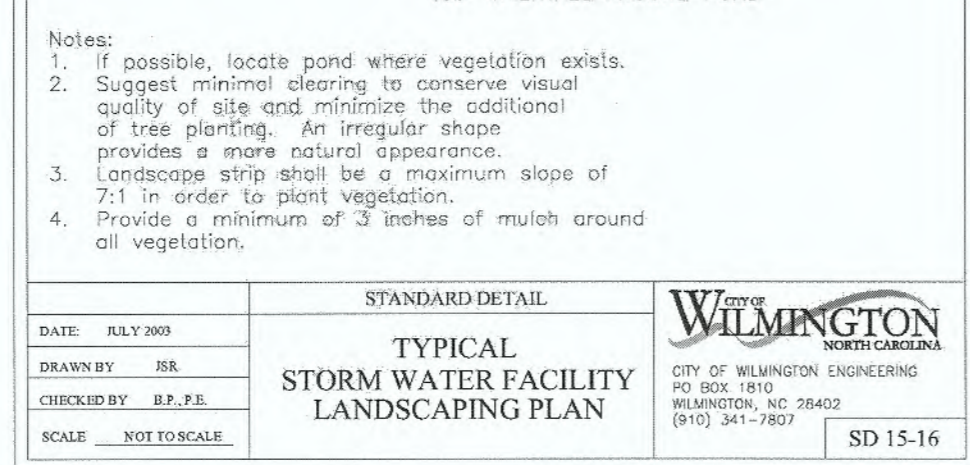 Notes:
1. If possible, locate pond where vegetation exists.
2. Suggest minimal clearing to conserve visual
quality of site and minimize the additional
of tree planting. An irregular shape
provides a more natural appearance.
3. Landscape strip shall be a maximum slope of
7:1 in order to plant vegetation.
4. Provide a minimum of 3 inches of mulch around
all vegetation.
STANDARD DETAIL
DATE: JULY 2003
DRAWN BY JSR
CHECKED BY B.P., P.E.
SCALE NOT TO SCALE
TYPICAL
STORM WATER FACILITY
LANDSCAPING PLAN
CITY OF
WILMINGTON
NORTH CAROLINA
CITY OF WILMINGTON ENGINEERING
PO BOX 1810
WILMINGTON, NC 28402
(910) 341-7807
SD 15-16